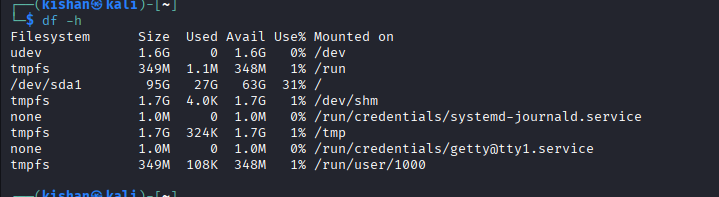 ┌──(kishan㉿kali)-[~]
└─$ df -h
Filesystem      Size  Used Avail Use% Mounted on
udev            1.6G     0  1.6G   0% /dev
tmpfs           349M  1.1M  348M   1% /run
/dev/sda1        95G   27G   63G  31% /
tmpfs           1.7G  4.0K  1.7G   1% /dev/shm
none            1.0M     0  1.0M   0% /run/credentials/systemd-journald.service
tmpfs           1.7G  324K  1.7G   1% /tmp
none            1.0M     0  1.0M   0% /run/credentials/getty@tty1.service
tmpfs           349M  108K  348M   1% /run/user/1000
┌──(kishan㉿kali)-[~]